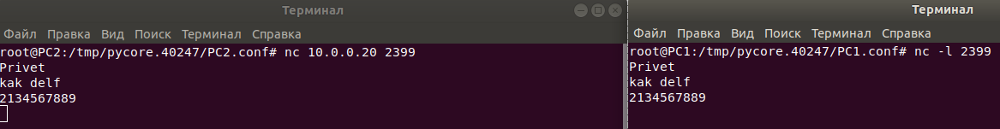 Терминал
Файл Правка Вид Поиск Терминал Справка
root@PC2:/tmp/pycore.40247/PC2.conf# nc 10.0.0.20 2399
Privet
kak delf
2134567889
Терминал
Файл Правка Вид Поиск Терминал Справка
root@PC1:/tmp/pycore.40247/PC1.conf# nc -l 2399
Privet
kak delf
2134567889